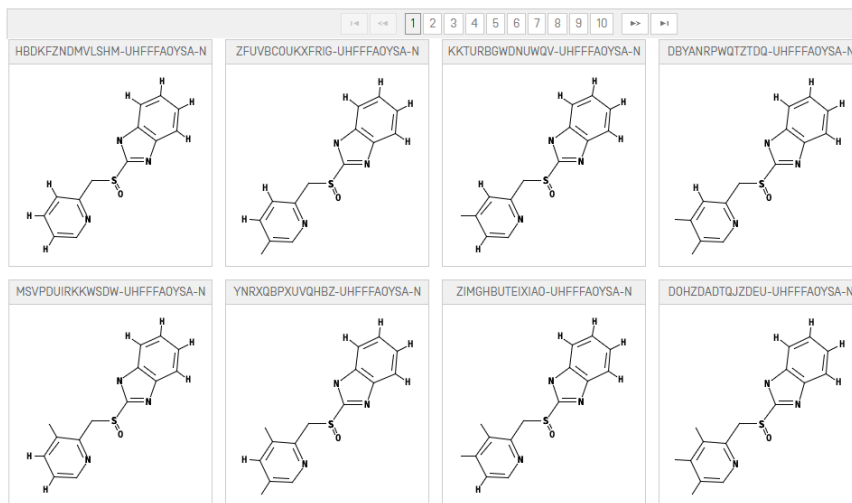 1 2 3 4 5 6 7 8 9 10
HBDKFZNDMVLSHM-UHFFFAOYSA-N ZFUVBCOUKXFRIG-UHFFFAOYSA-N KKTURBGWDNUWQV-UHFFFAOYSA-N DBYANRPWQTZTDQ-UHFFFAOYSA-N
H H H H N N S O H H H N
H H H H N N S O H H N
H H H H N N S O H H N
H H H H N N S O H N
MSVPDUIRKKWSDW-UHFFFAOYSA-N YNRXQBPXUVQHBZ-UHFFFAOYSA-N ZIMGHBUTEIXIAO-UHFFFAOYSA-N DOHZDADTQJZDEU-UHFFFAOYSA-N
H H H H N N S O H H N
H H H H N N S O H N
H H H H N N S O H N
H H H H N N S O N